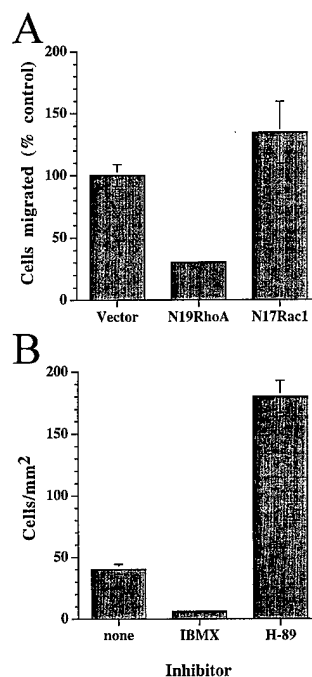 A
Cells migrated (% control)
200
150
100
50
0
Vector N19RhoA N17Rac1
B
Cells/mm2
200
150
100
50
0
none IBMX H-89
Inhibitor